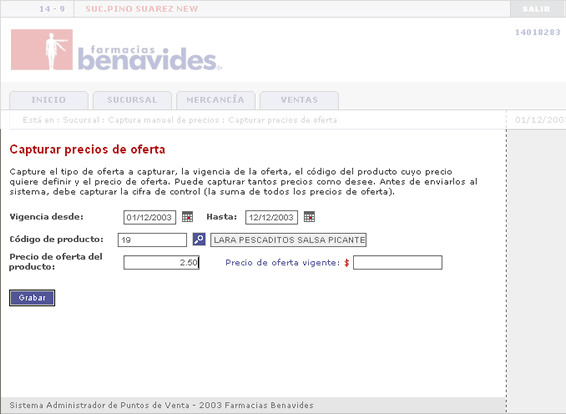 14 - 9 SUC.PINO SUAREZ NEW SALIR
14018283
farmacias
benavides
INICIO SUCURSAL MERCANCÍA VENTAS
Está en : Sucursal : Captura manual de precios : Capturar precios de oferta 01/12/2003
Capturar precios de oferta
Capture el tipo de oferta a capturar, la vigencia de la oferta, el código del producto cuyo precio
quiere definir y el precio de oferta. Puede capturar tantos precios como desee. Antes de enviarlos al
sistema, debe capturar la cifra de control (la suma de todos los precios de oferta).
Vigencia desde: 01/12/2003 Hasta: 12/12/2003
Código de producto: 19 LARA PESCADITOS SALSA PICANTE
Precio de oferta del
producto: 2.50 Precio de oferta vigente: $
Grabar
Sistema Administrador de Puntos de Venta - 2003 Farmacias Benavides